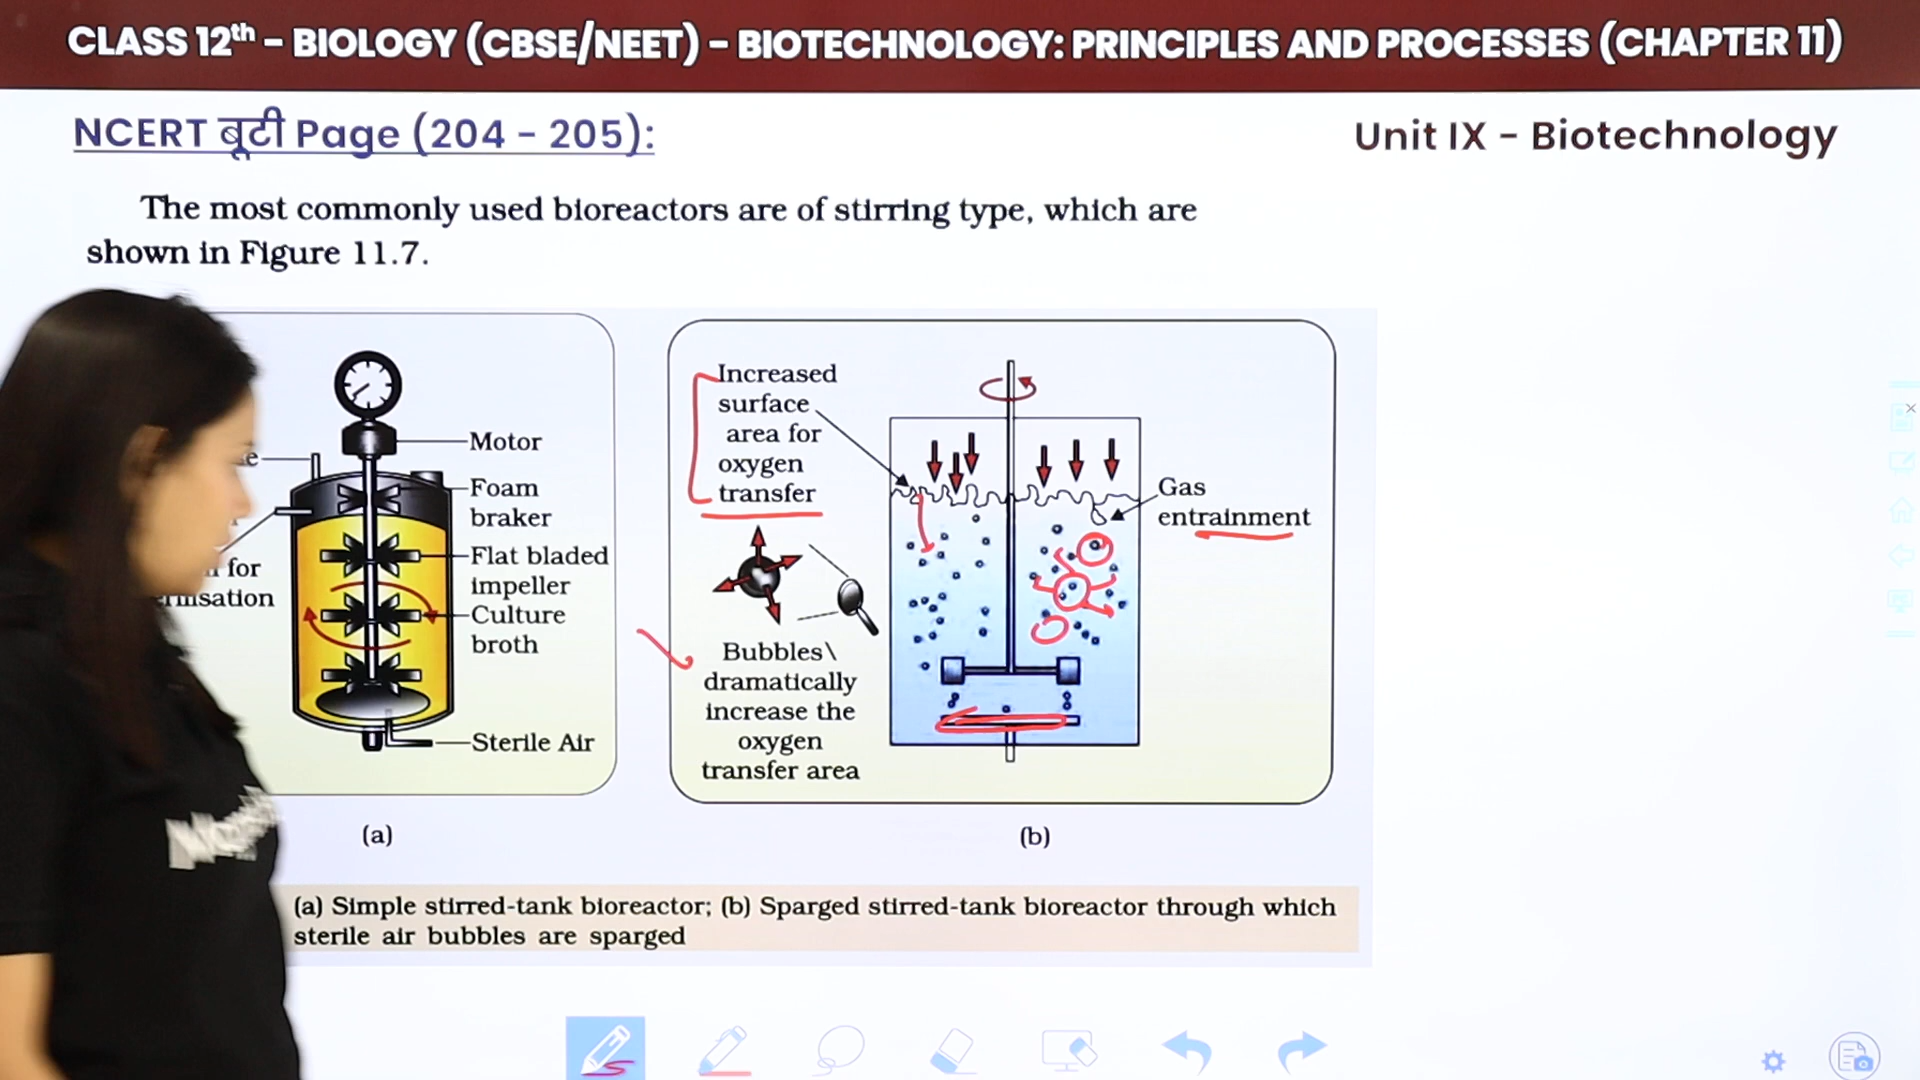 CLASS 12th – BIOLOGY (CBSE/NEET) – BIOTECHNOLOGY: PRINCIPLES AND PROCESSES (CHAPTER 11)
NCERT बूटी Page (204 - 205):
Unit IX - Biotechnology
The most commonly used bioreactors are of stirring type, which are
shown in Figure 11.7.
Motor
Foam
braker
Flat bladed
impeller
Culture
broth
Sterile Air
for
(a)
Increased
surface
area for
oxygen
transfer
Gas
entrainment
Bubbles\
dramatically
increase the
oxygen
transfer area
(b)
(a) Simple stirred-tank bioreactor; (b) Sparged stirred-tank bioreactor through which
sterile air bubbles are sparged